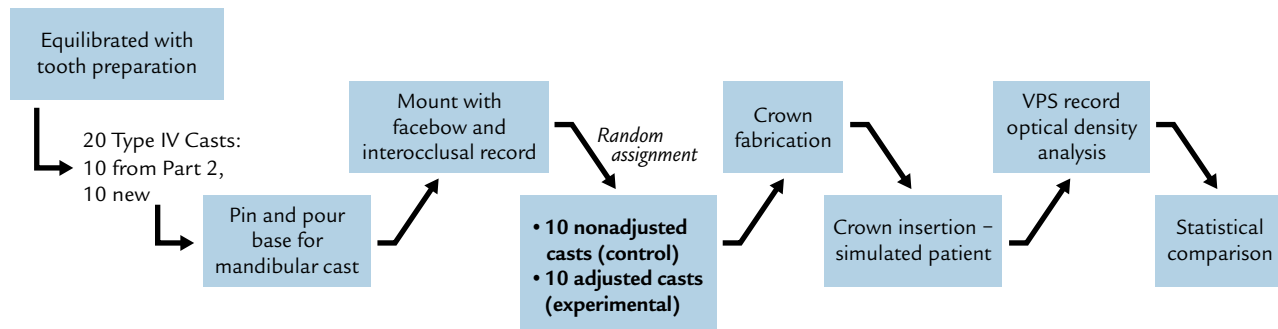 Equilibrated with
tooth preparation
20 Type IV Casts:
10 from Part 2,
10 new
Pin and pour
base for
mandibular cast
Mount with
facebow and
interocclusal record
Random
assignment
• 10 nonadjusted
casts (control)
• 10 adjusted casts
(experimental)
Crown
fabrication
Crown insertion –
simulated patient
VPS record
optical density
analysis
Statistical
comparison